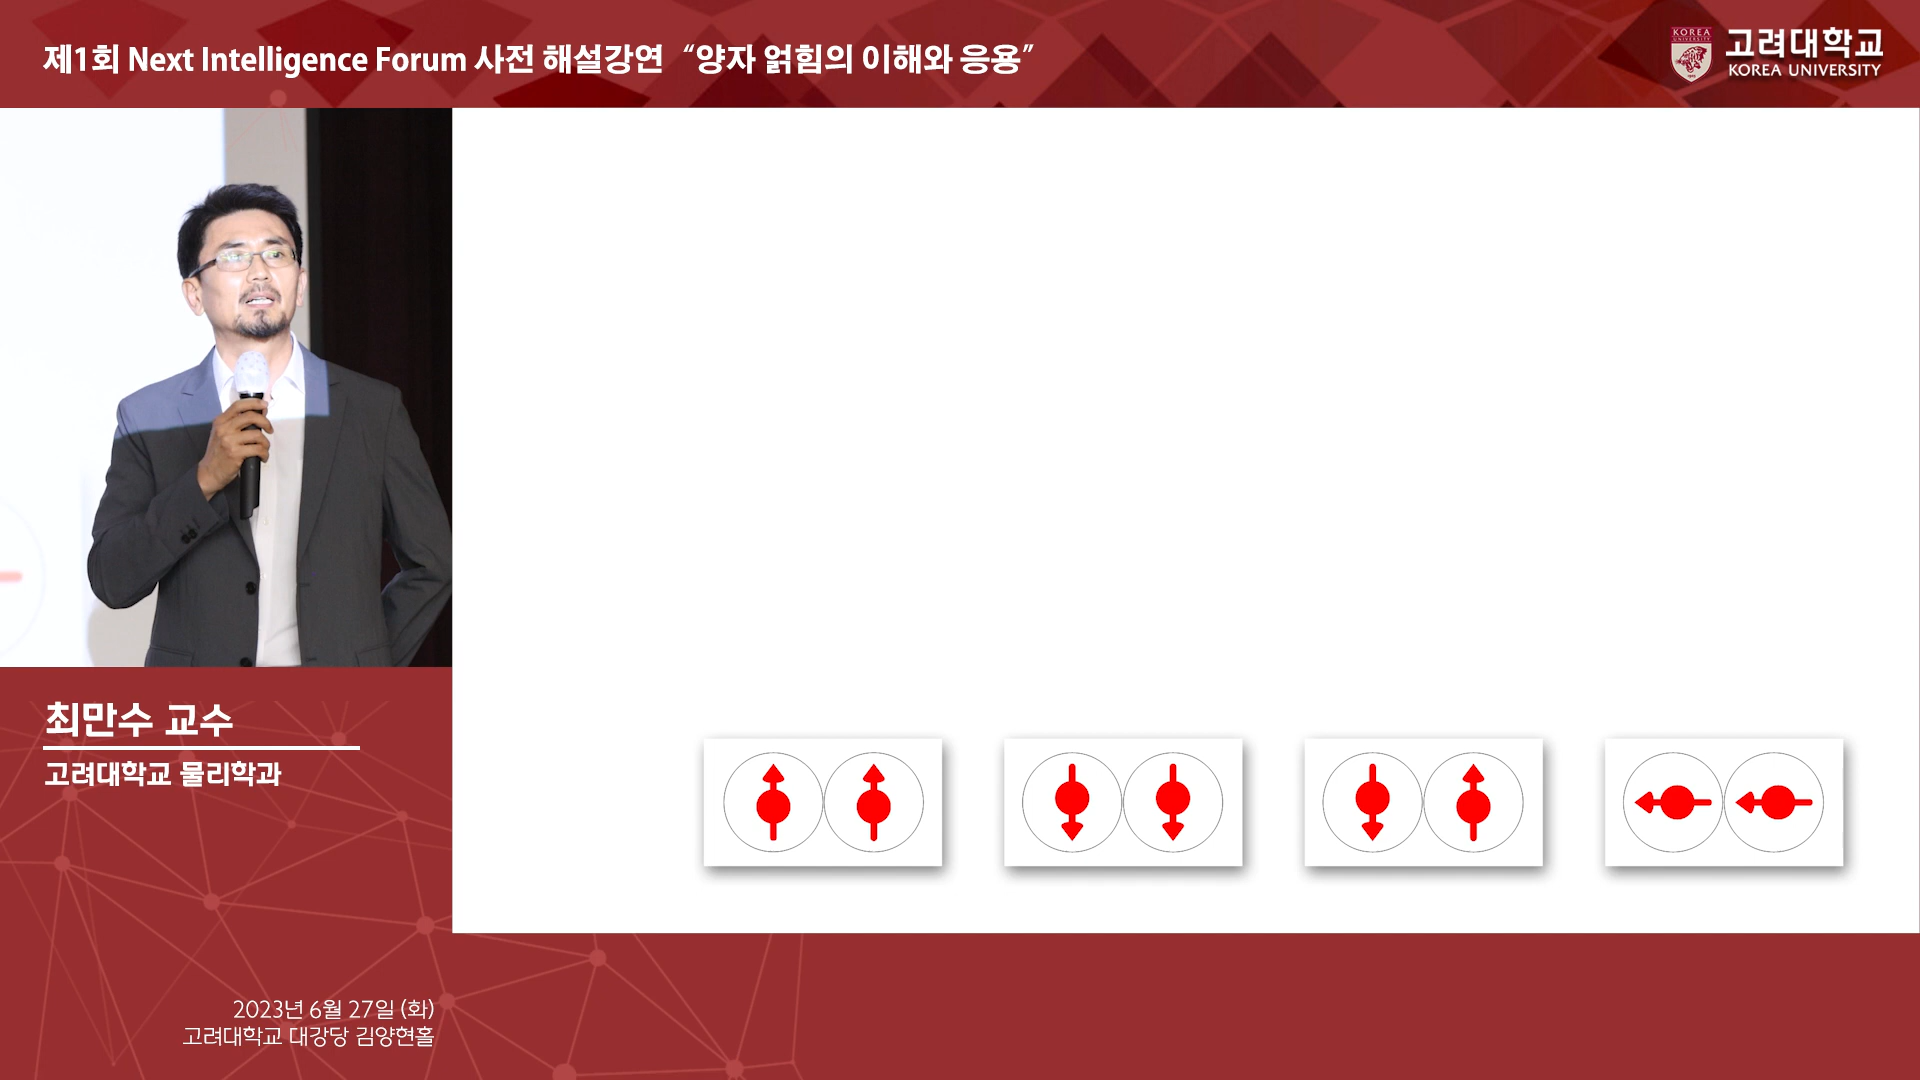 제1회 Next Intelligence Forum 사전 해설강연 “양자 얽힘의 이해와 응용”
KOREA
UNIVERSITY
고려대학교
KOREA UNIVERSITY
최만수 교수
고려대학교 물리학과
2023년 6월 27일 (화)
고려대학교 대강당 김양현홀